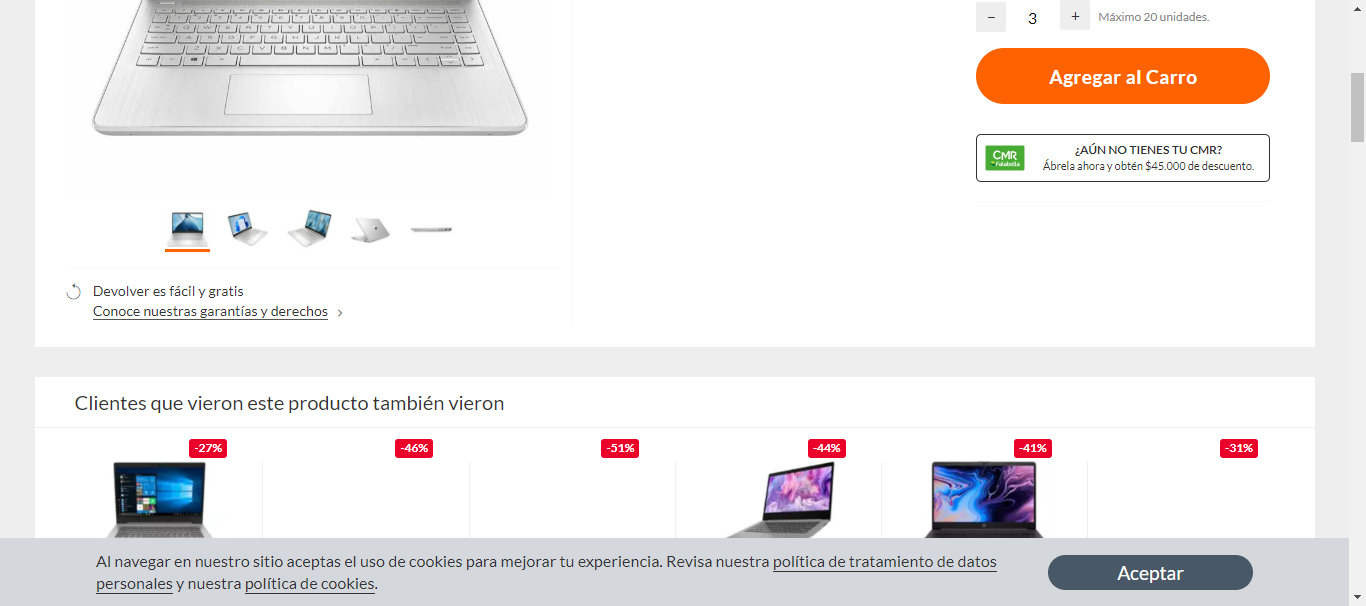 − 3 + Máximo 20 unidades.
Agregar al Carro
CMR
Falabella
¿AÚN NO TIENES TU CMR?
Ábrela ahora y obtén $45.000 de descuento.
Devolver es fácil y gratis
Conoce nuestras garantías y derechos >
Clientes que vieron este producto también vieron
-27% -46% -51% -44% -41% -31%
Al navegar en nuestro sitio aceptas el uso de cookies para mejorar tu experiencia. Revisa nuestra política de tratamiento de datos
personales y nuestra política de cookies.
Aceptar